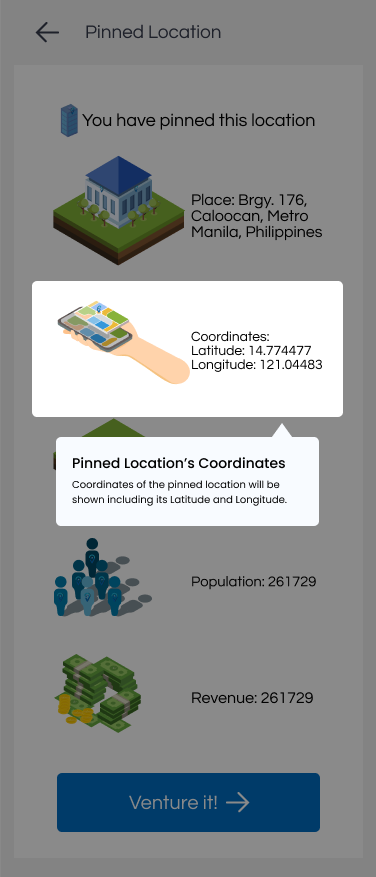 Pinned Location
You have pinned this location
Place: Brgy. 176,
Caloocan, Metro
Manila, Philippines
Coordinates:
Latitude: 14.774477
Longitude: 121.04483
Pinned Location’s Coordinates
Coordinates of the pinned location will be
shown including its Latitude and Longitude.
Population: 261729
Revenue: 261729
Venture it!